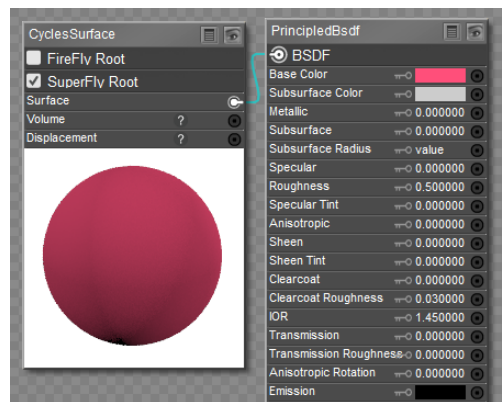 CyclesSurface
FireFly Root
SuperFly Root
Surface
Volume ?
Displacement ?
PrincipledBsdf
BSDF
Base Color
Subsurface Color
Metallic 0.000000
Subsurface 0.000000
Subsurface Radius value
Specular 0.000000
Roughness 0.500000
Specular Tint 0.000000
Anisotropic 0.000000
Sheen 0.000000
Sheen Tint 0.000000
Clearcoat 0.000000
Clearcoat Roughness 0.030000
IOR 1.450000
Transmission 0.000000
Transmission Roughness 0.000000
Anisotropic Rotation 0.000000
Emission